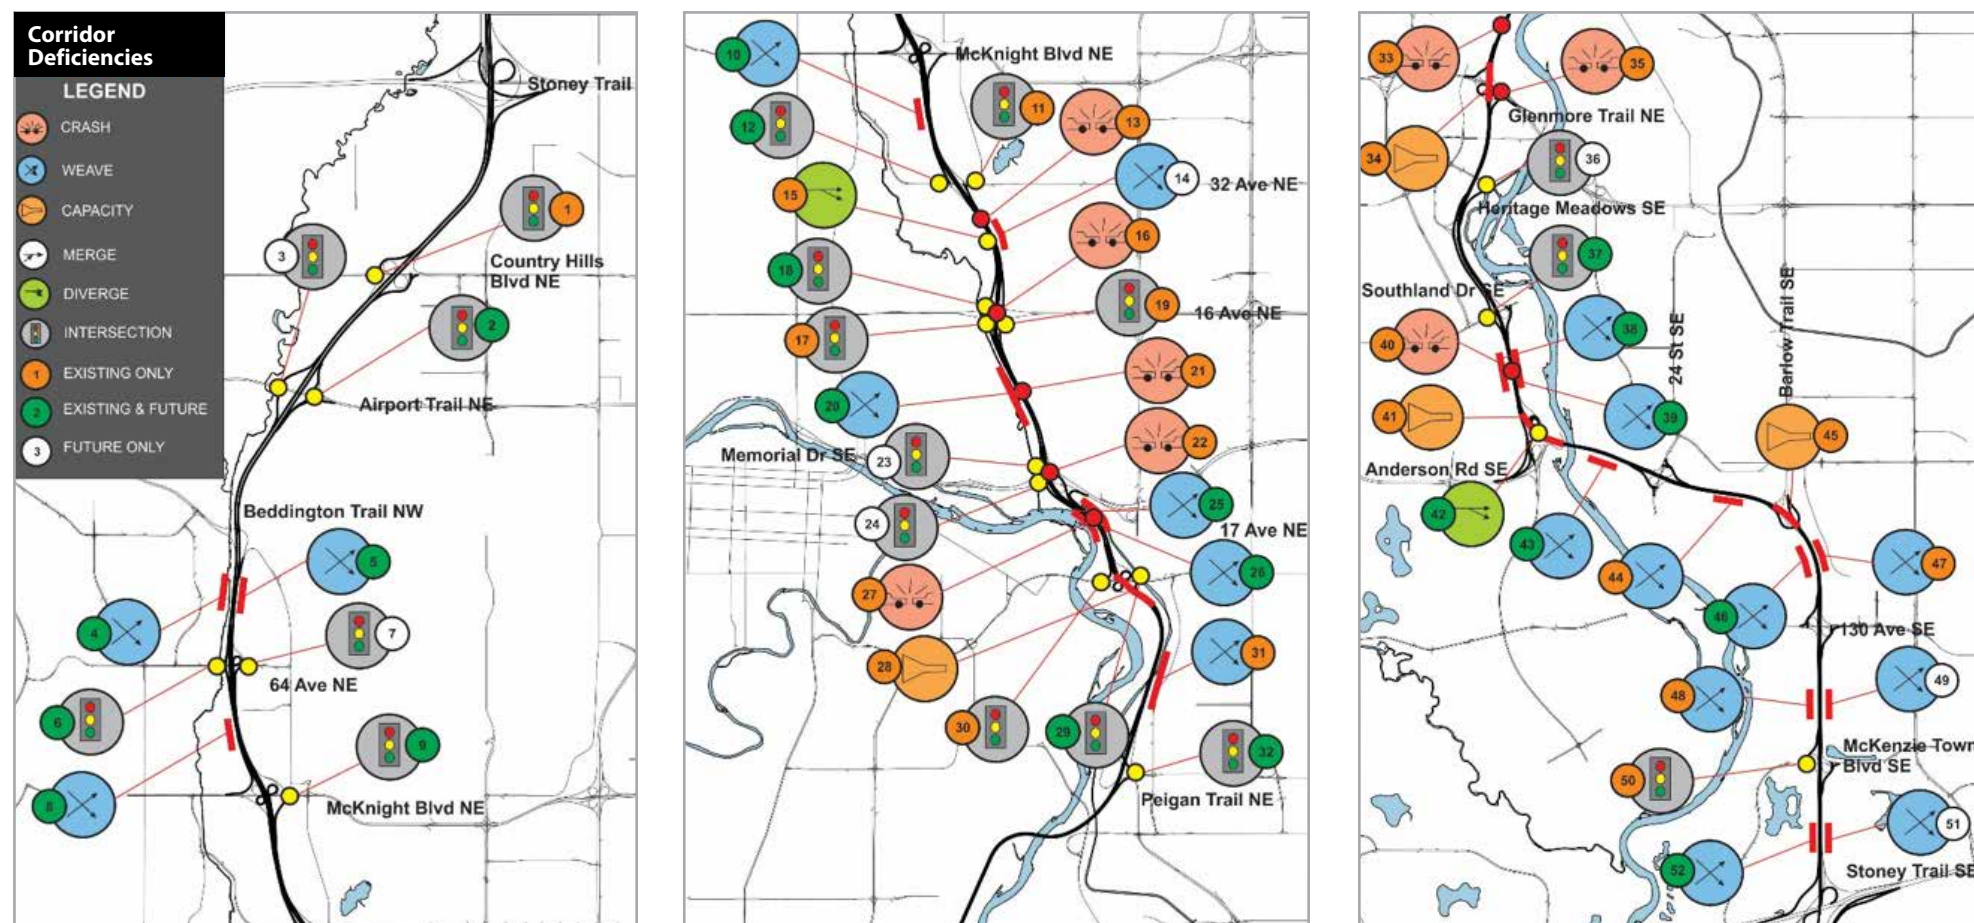 Corridor
Deficiencies
LEGEND
CRASH
WEAVE
CAPACITY
MERGE
DIVERGE
INTERSECTION
1 EXISTING ONLY
2 EXISTING & FUTURE
3 FUTURE ONLY
Stoney Trail
1
3
Country Hills
Blvd NE
2
Airport Trail NE
Beddington Trail NW
5
4
7
64 Ave NE
6
9
8
McKnight Blvd NE
10
McKnight Blvd NE
11
12
13
14
32 Ave NE
15
16
18
19
16 Ave NE
17
21
20
22
Memorial Dr SE
23
25
24
17 Ave NE
26
27
31
28
30
29
32
Peigan Trail NE
33
35
Glenmore Trail NE
34
36
Heritage Meadows SE
37
Southland Dr SE
38
40
24 St SE
Barlow Trail SE
39
41
45
Anderson Rd SE
42
43
44
47
46
130 Ave SE
48
49
McKenzie Town
Blvd SE
50
51
52
Stoney Trail SE